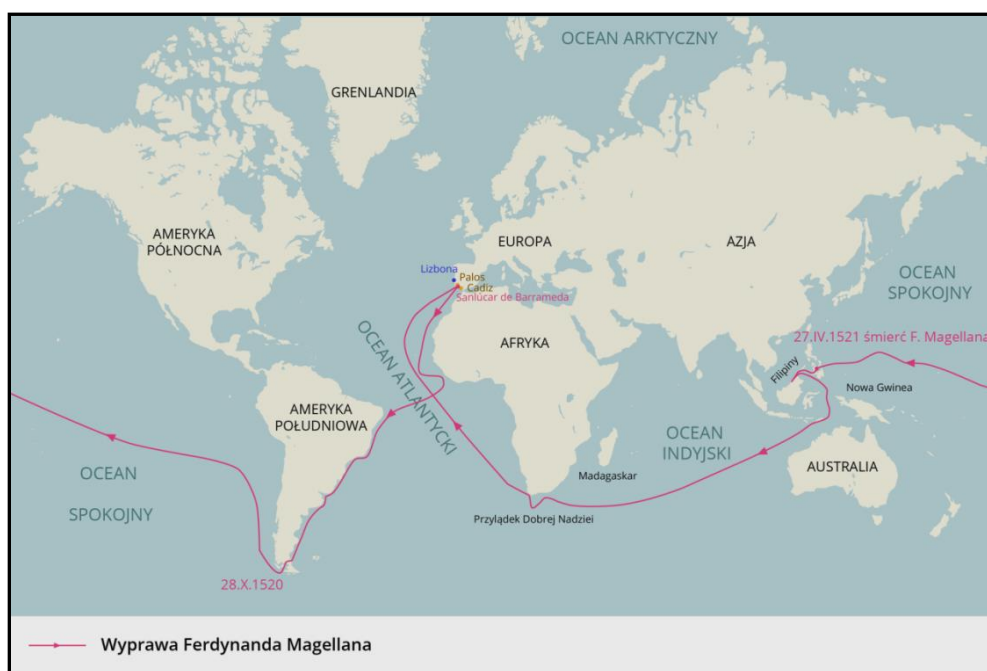 OCEAN ARKTYCZNY
GRENLANDIA
AMERYKA
PÓŁNOCNA
EUROPA
AZJA
Lizbona
Palos
Cadiz
Sanlúcar de Barrameda
OCEAN
SPOKOJNY
27.IV.1521 śmierć F. Magellana
AFRYKA
OCEAN ATLANTYCKI
Filipiny
Nowa Gwinea
AMERYKA
POŁUDNIOWA
OCEAN
INDYJSKI
AUSTRALIA
Madagaskar
OCEAN
SPOKOJNY
Przylądek Dobrej Nadziei
28.X.1520
Wyprawa Ferdynanda Magellana